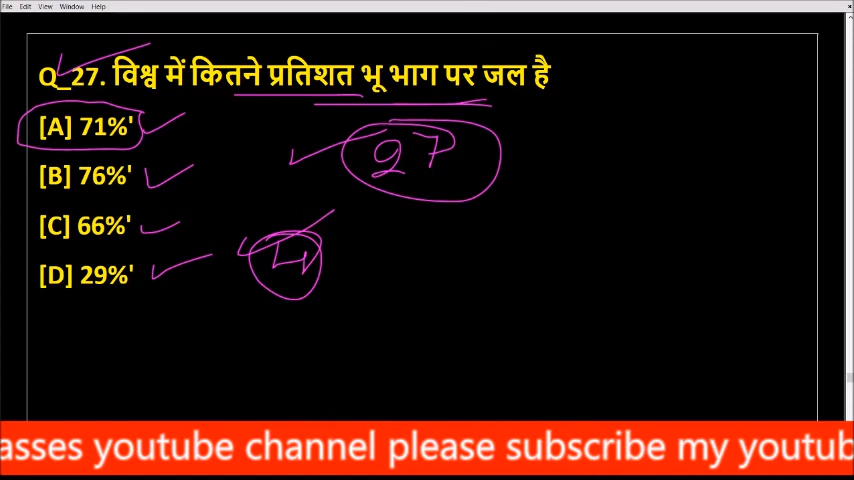 File Edit View Window Help
Q_27. विश्व में कितने प्रतिशत भू भाग पर जल है
[A] 71%'
27
[B] 76%'
[C] 66%'
[D] 29%'
asses youtube channel please subscribe my youtub